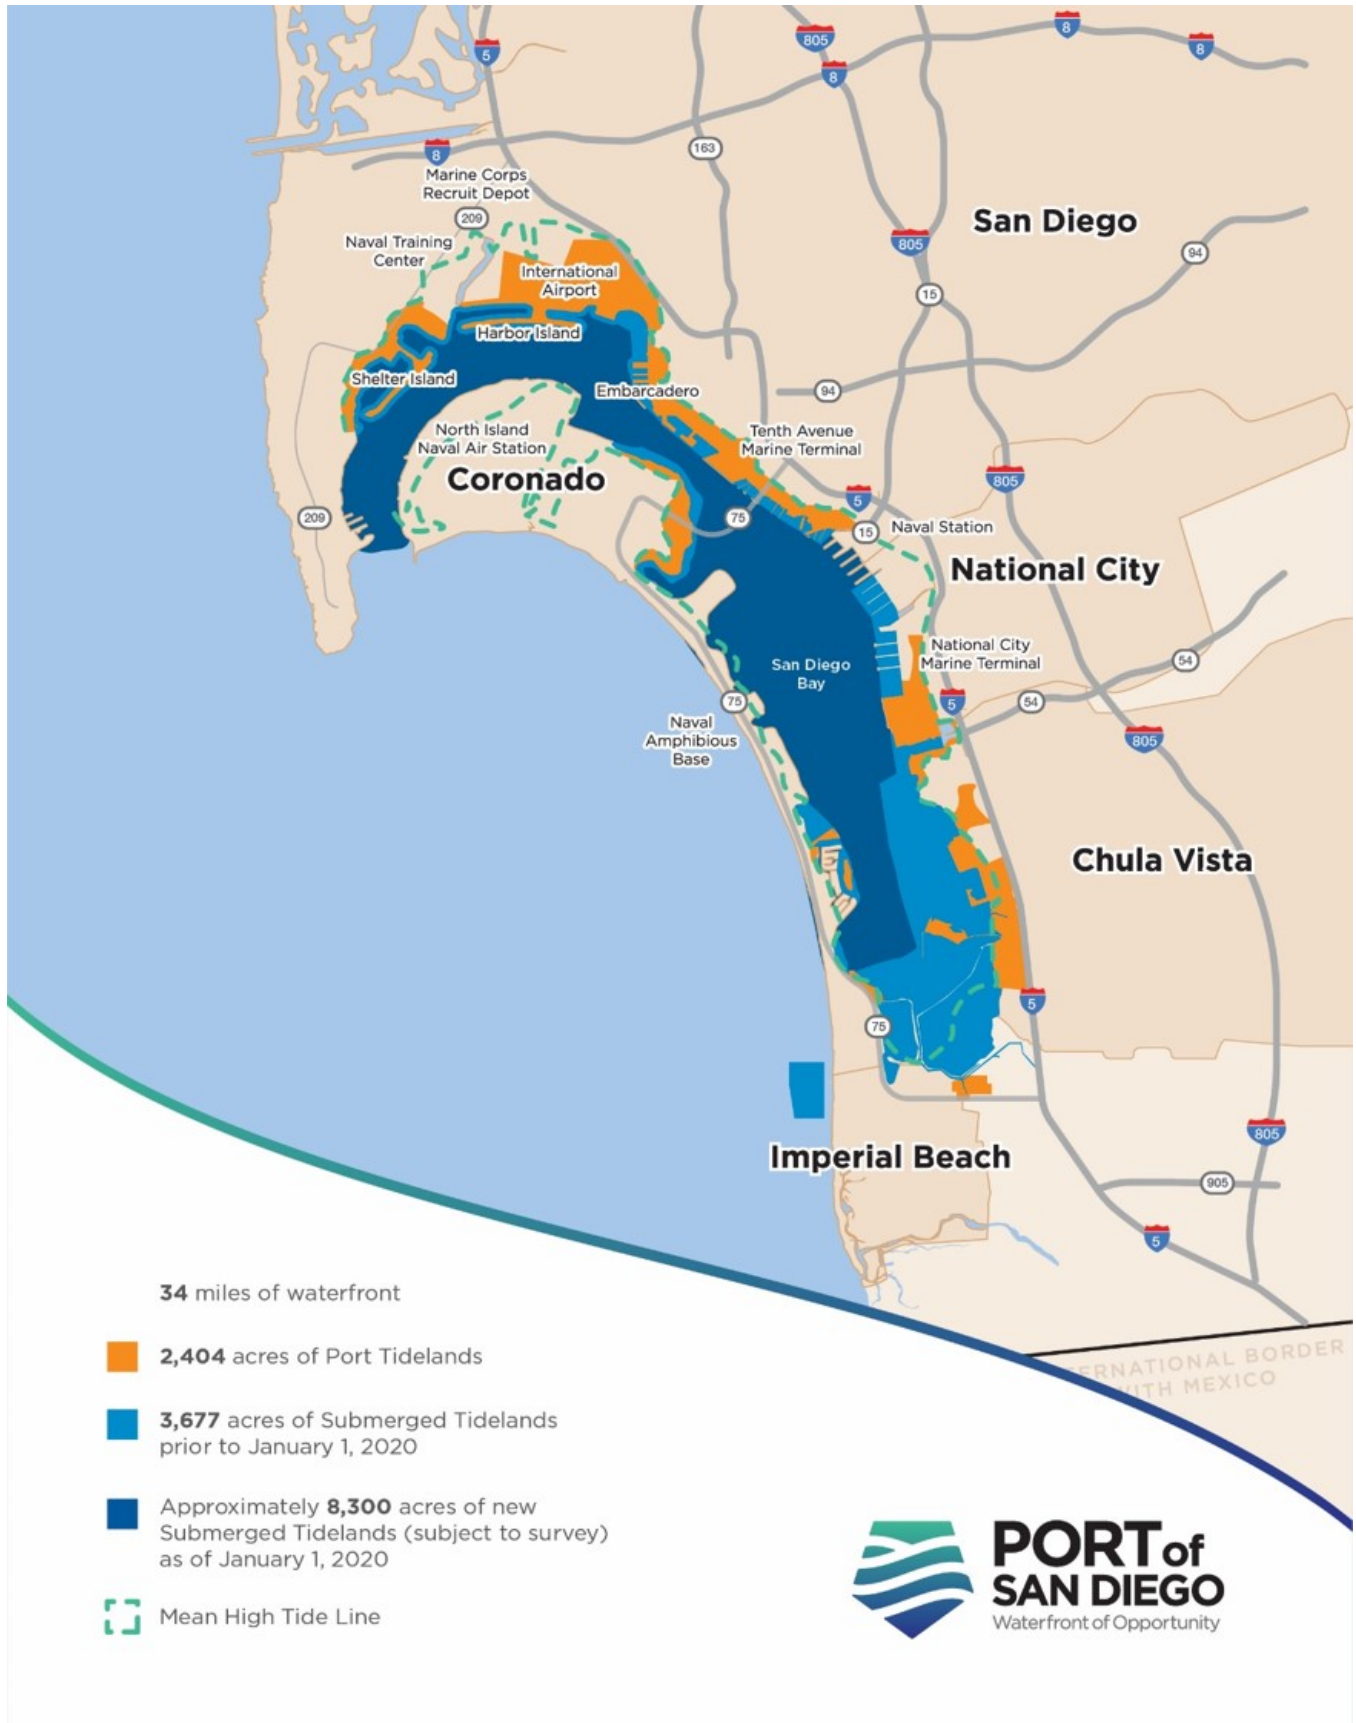 5
805
8
8
8
163
8
Marine Corps
Recruit Depot
209
San Diego
805
94
Naval Training
Center
International
Airport
15
Harbor Island
Shelter Island
Embarcadero
94
North Island
Naval Air Station
Tenth Avenue
Marine Terminal
Coronado
805
5
209
75
15
Naval Station
National City
National City
Marine Terminal
San Diego
Bay
54
75
5
54
Naval
Amphibious
Base
805
Chula Vista
5
75
805
Imperial Beach
905
5
34 miles of waterfront
2,404 acres of Port Tidelands
3,677 acres of Submerged Tidelands
prior to January 1, 2020
Approximately 8,300 acres of new
Submerged Tidelands (subject to survey)
as of January 1, 2020
Mean High Tide Line
BORDER
MEXICO
PORT of
SAN DIEGO
Waterfront of Opportunity